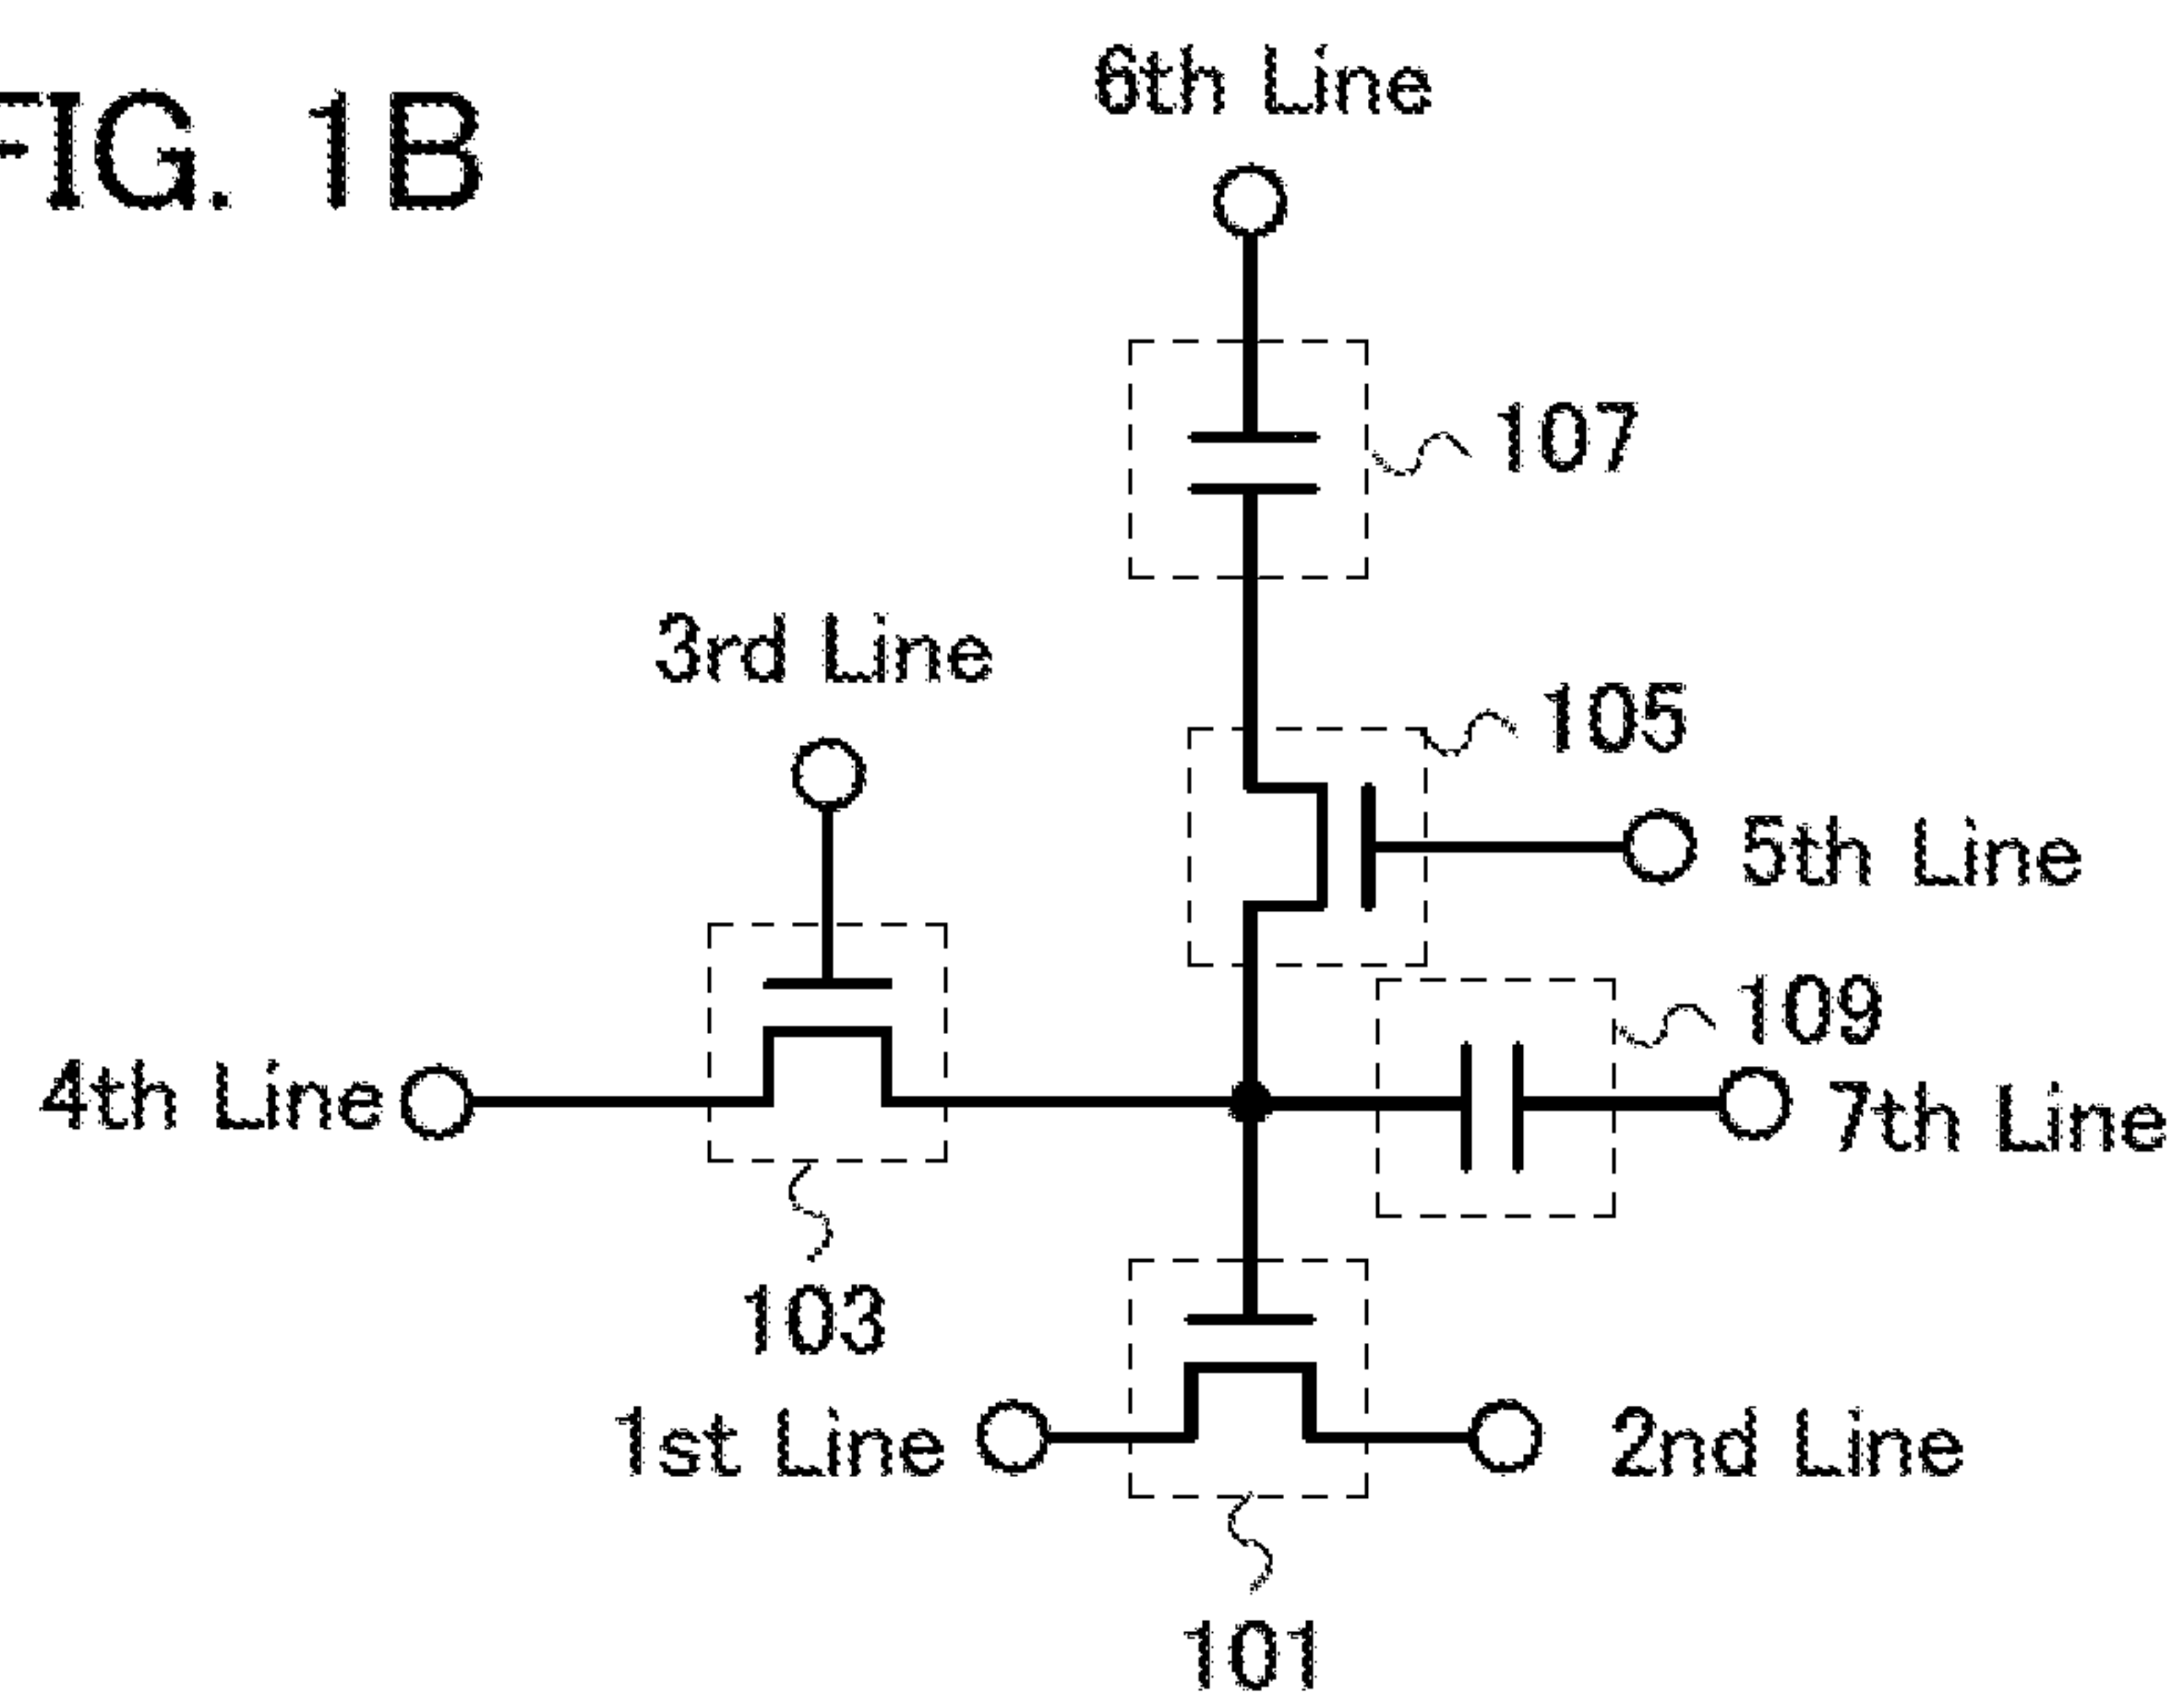 FIG. 1B
6th Line
107
3rd Line
105
5th Line
109
4th Line
7th Line
103
1st Line
2nd Line
101